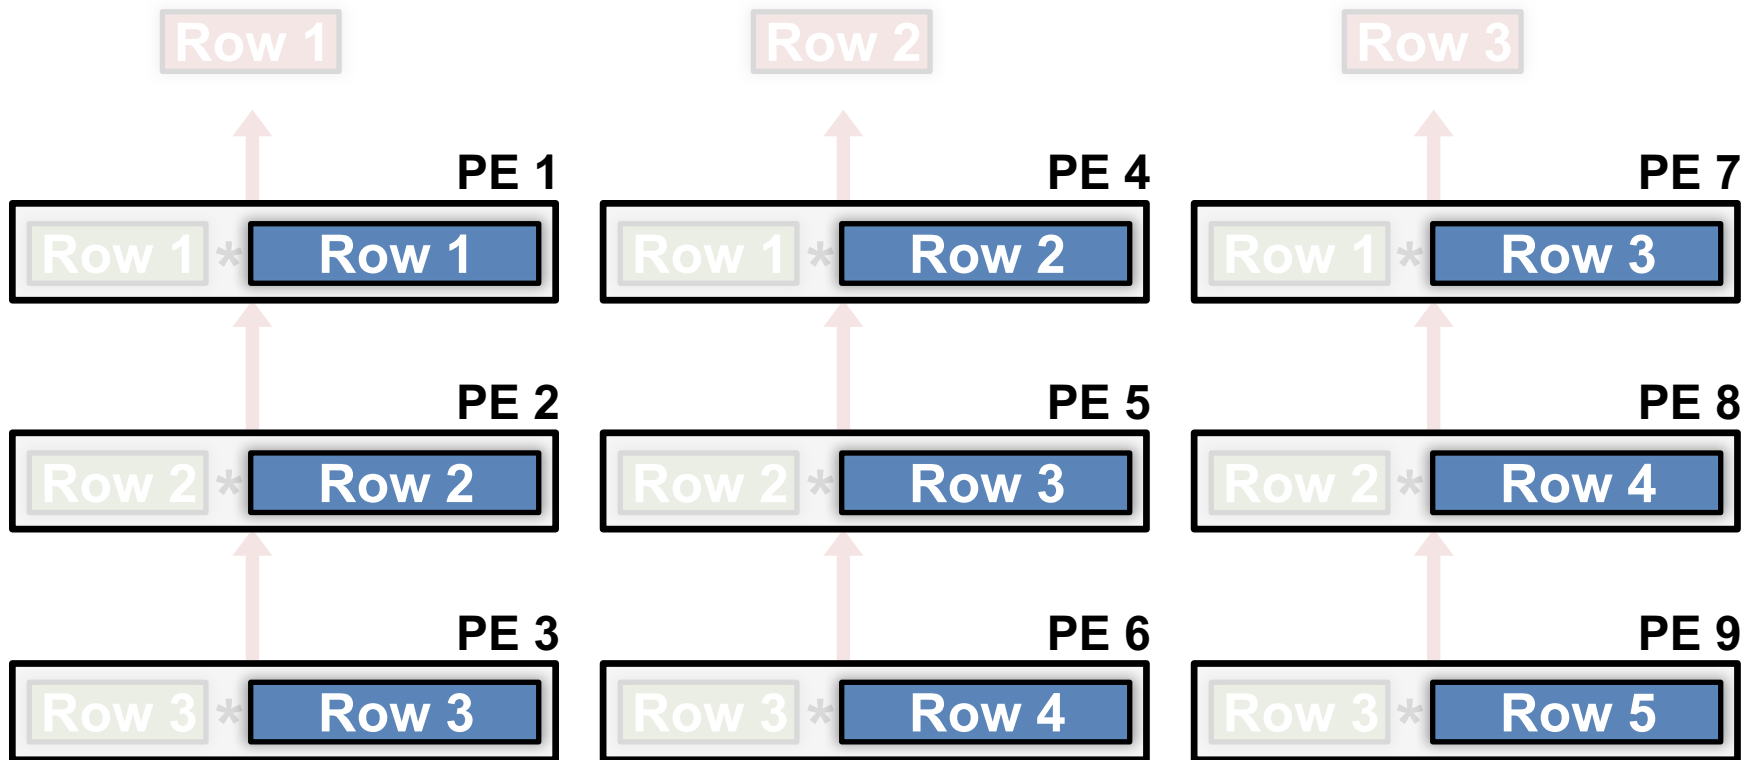 Row 1 Row 2 Row 3
PE 1 PE 4 PE 7
Row 1 * Row 1 Row 1 * Row 2 Row 1 * Row 3
PE 2 PE 5 PE 8
Row 2 * Row 2 Row 2 * Row 3 Row 2 * Row 4
PE 3 PE 6 PE 9
Row 3 * Row 3 Row 3 * Row 4 Row 3 * Row 5